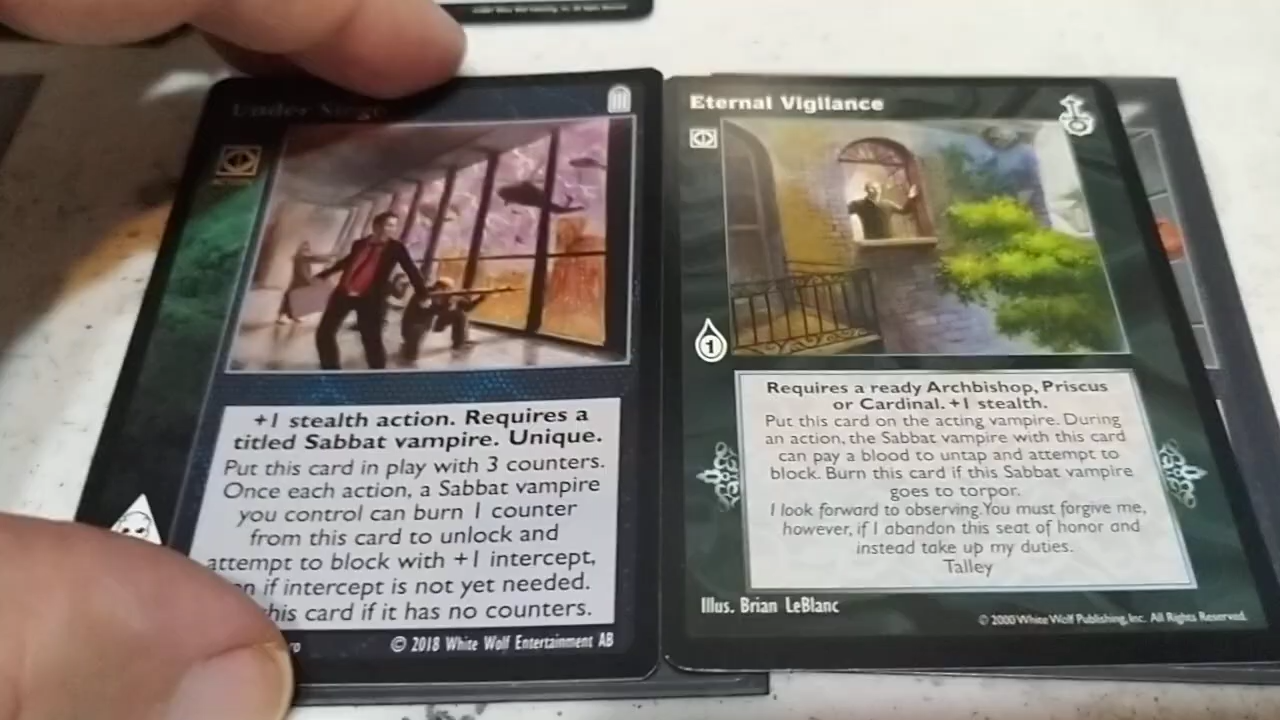 Under Siege
+1 stealth action. Requires a
titled Sabbat vampire. Unique.
Put this card in play with 3 counters.
Once each action, a Sabbat vampire
you control can burn 1 counter
from this card to unlock and
attempt to block with +1 intercept,
if intercept is not yet needed.
this card if it has no counters.
© 2018 White Wolf Entertainment AB
Eternal Vigilance
1
Requires a ready Archbishop, Priscus
or Cardinal. +1 stealth.
Put this card on the acting vampire. During
an action, the Sabbat vampire with this card
can pay a blood to untap and attempt to
block. Burn this card if this Sabbat vampire
goes to torpor.
I look forward to observing. You must forgive me,
however, if I abandon this seat of honor and
instead take up my duties.
Talley
Illus. Brian LeBlanc
© 2000 White Wolf Publishing, Inc. All Rights Reserved.